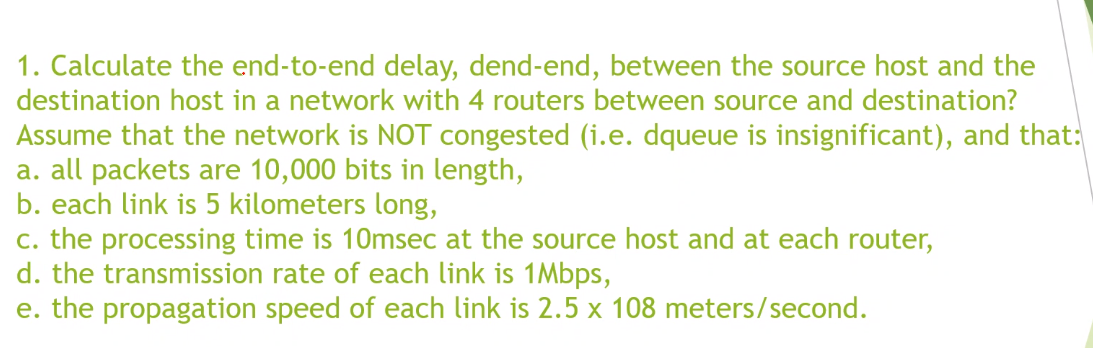 1. Calculate the end-to-end delay, dend-end, between the source host and the
destination host in a network with 4 routers between source and destination?
Assume that the network is NOT congested (i.e. dqueue is insignificant), and that:
a. all packets are 10,000 bits in length,
b. each link is 5 kilometers long,
c. the processing time is 10msec at the source host and at each router,
d. the transmission rate of each link is 1Mbps,
e. the propagation speed of each link is 2.5 x 108 meters/second.